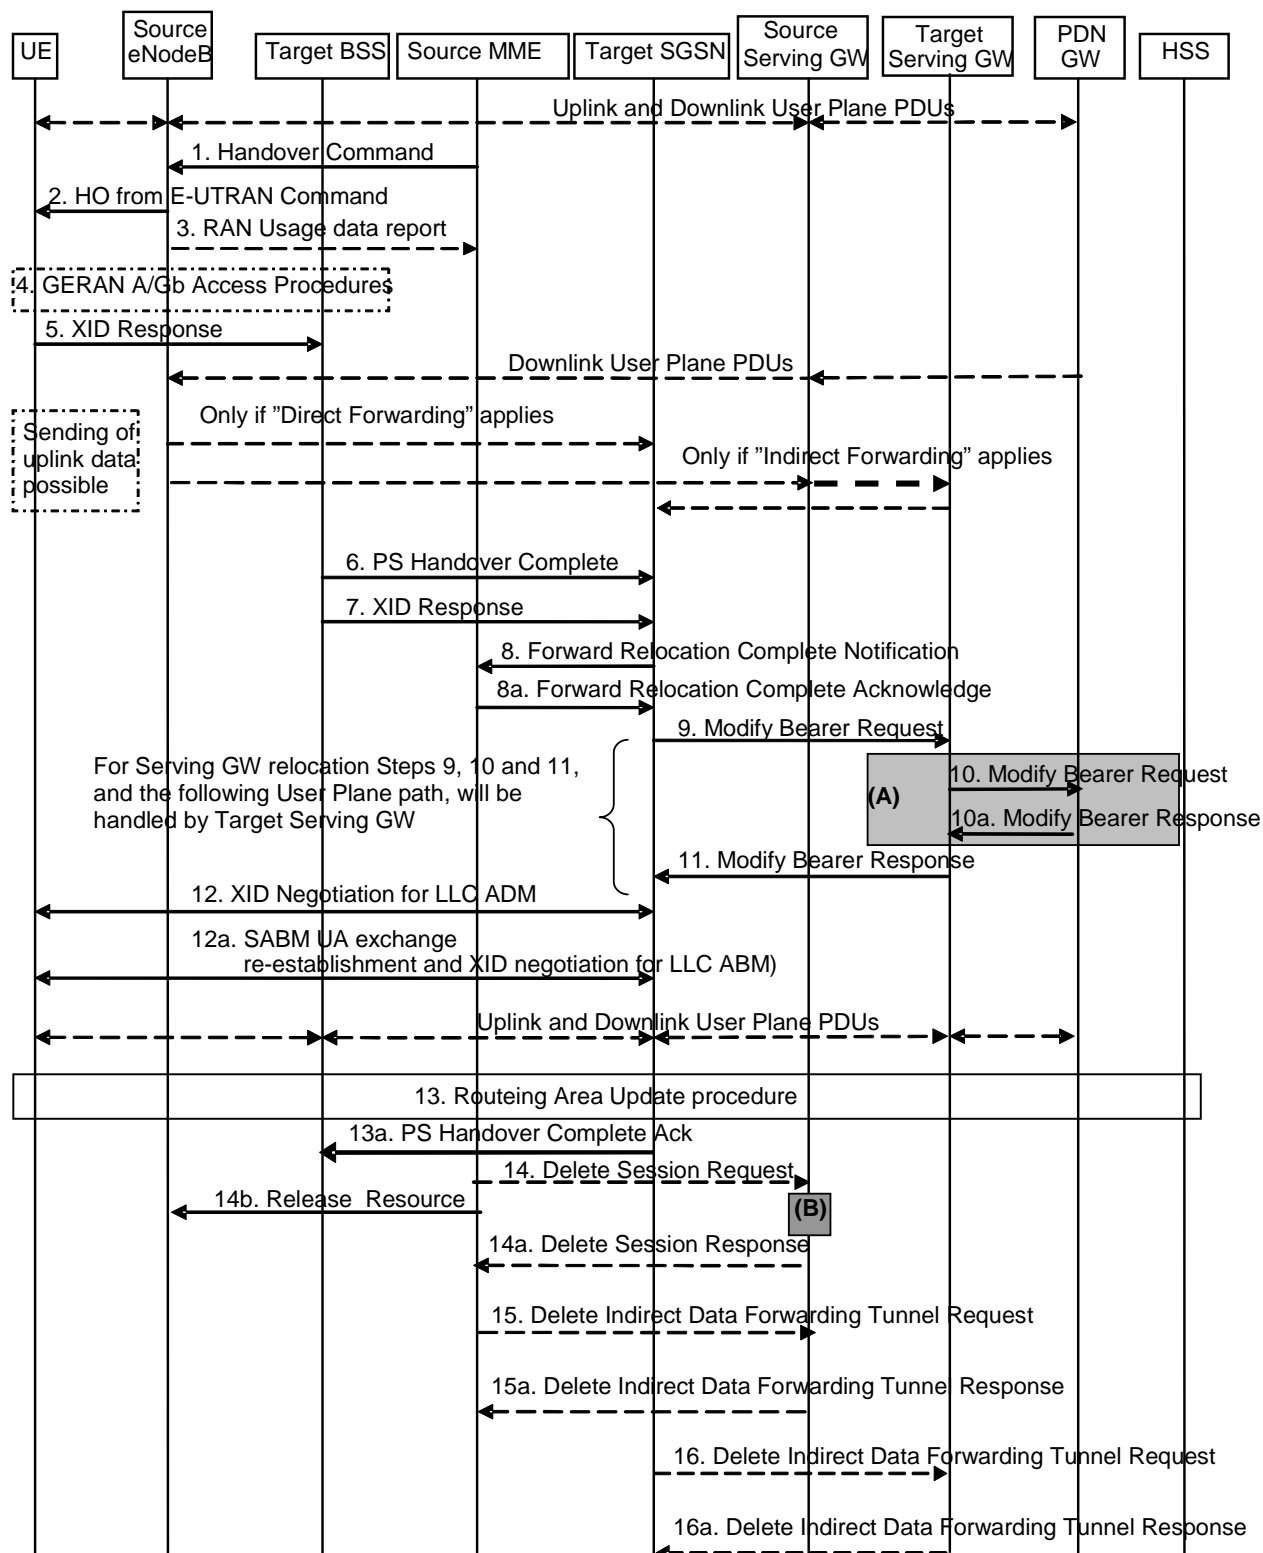 UE
Source
eNodeB
Target BSS
Source MME
Target SGSN
Source
Serving GW
Target
Serving GW
PDN
GW
HSS
Uplink and Downlink User Plane PDUs
1. Handover Command
2. HO from E-UTRAN Command
3. RAN Usage data report
4. GERAN A/Gb Access Procedures
5. XID Response
Downlink User Plane PDUs
Only if ”Direct Forwarding” applies
Sending of
uplink data
possible
Only if ”Indirect Forwarding” applies
6. PS Handover Complete
7. XID Response
8. Forward Relocation Complete Notification
8a. Forward Relocation Complete Acknowledge
9. Modify Bearer Request
For Serving GW relocation Steps 9, 10 and 11,
and the following User Plane path, will be
handled by Target Serving GW
(A)
10. Modify Bearer Request
10a. Modify Bearer Response
11. Modify Bearer Response
12. XID Negotiation for LLC ADM
12a. SABM UA exchange
re-establishment and XID negotiation for LLC ABM)
Uplink and Downlink User Plane PDUs
13. Routeing Area Update procedure
13a. PS Handover Complete Ack
14. Delete Session Request
14b. Release Resource
(B)
14a. Delete Session Response
15. Delete Indirect Data Forwarding Tunnel Request
15a. Delete Indirect Data Forwarding Tunnel Response
16. Delete Indirect Data Forwarding Tunnel Request
16a. Delete Indirect Data Forwarding Tunnel Response